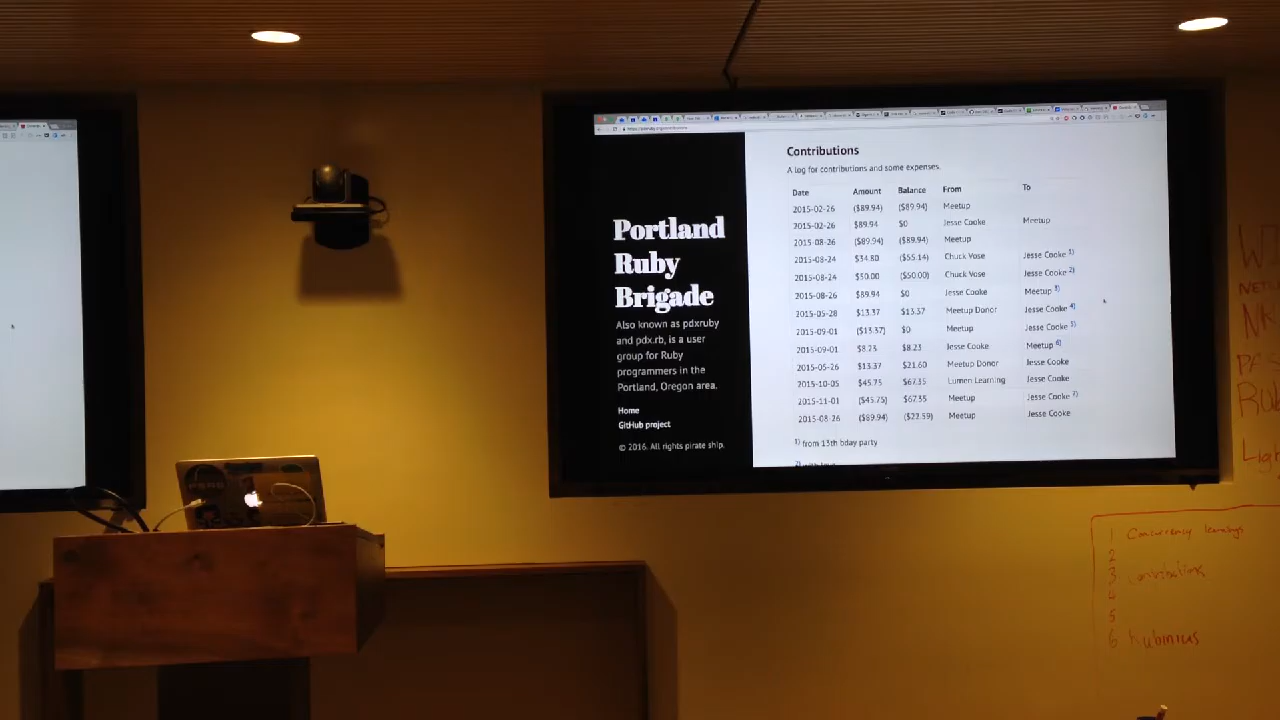 Contributions
A log for contributions and some expenses.
Date Amount Balance From To
2015-02-26 ($89.94) ($89.94) Meetup
2015-02-26 $89.94 $0 Jesse Cooke Meetup
2015-08-26 ($89.94) ($89.94) Meetup
2015-08-24 $34.80 ($55.14) Chuck Vose Jesse Cooke 1)
2015-08-24 ($50.00) Chuck Vose Jesse Cooke 2)
2015-08-26 $89.94 $0 Jesse Cooke Meetup 3)
2015-05-28 $13.37 $13.37 Meetup Donor Jesse Cooke 4)
2015-09-01 ($13.37) $0 Meetup Jesse Cooke 5)
2015-09-01 $8.23 $8.23 Jesse Cooke Meetup 6)
2015-05-26 $13.37 $21.60 Meetup Donor Jesse Cooke
2015-10-05 $45.75 $67.35 Lumen Learning Jesse Cooke
2015-11-01 ($45.75) $67.35 Meetup Jesse Cooke 7)
2015-08-26 ($89.94) ($22.59) Meetup Jesse Cooke
1) from 13th bday party
Portland
Ruby
Brigade
Also known as pdxruby
and pdx.rb, is a user
group for Ruby
programmers in the
Portland, Oregon area.
Home
GitHub project
© 2016. All rights pirate ship.
1 Concurrency learnings
2
3 Contributing
4
5
6 Rubinius